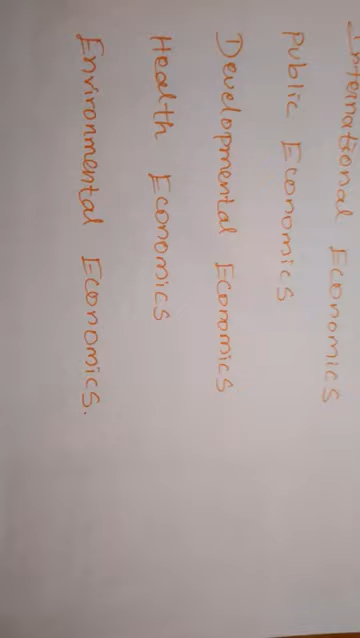 International Economics
Public Economics
Developmental Economics
Health Economics
Environmental Economics.